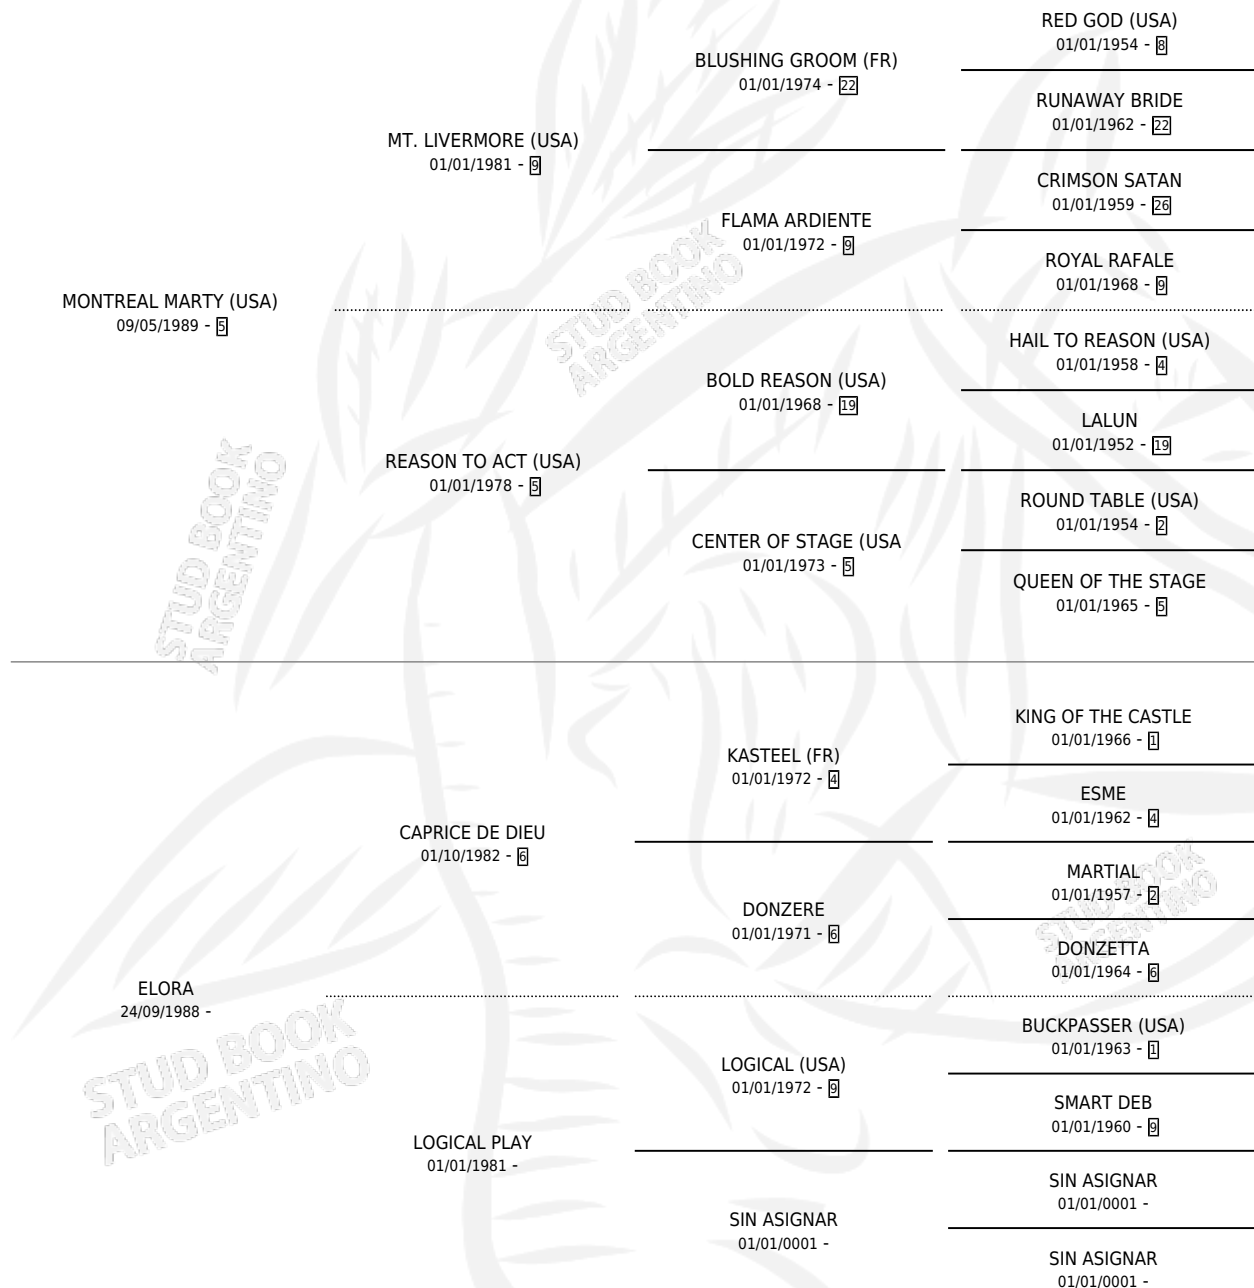 RED GOD (USA)
01/01/1954 - 8
BLUSHING GROOM (FR)
01/01/1974 - 22
RUNAWAY BRIDE
01/01/1962 - 22
MT. LIVERMORE (USA)
01/01/1981 - 9
CRIMSON SATAN
01/01/1959 - 26
FLAMA ARDIENTE
01/01/1972 - 9
ROYAL RAFALE
01/01/1968 - 9
MONTREAL MARTY (USA)
09/05/1989 - 5
STUD BOOK
ARGENTINO
HAIL TO REASON (USA)
01/01/1958 - 4
BOLD REASON (USA)
01/01/1968 - 19
LALUN
01/01/1952 - 19
REASON TO ACT (USA)
01/01/1978 - 5
ROUND TABLE (USA)
01/01/1954 - 2
CENTER OF STAGE (USA
01/01/1973 - 5
QUEEN OF THE STAGE
01/01/1965 - 5
STUD BOOK
ARGENTINO
KING OF THE CASTLE
01/01/1966 - 1
KASTEEL (FR)
01/01/1972 - 4
ESME
01/01/1962 - 4
CAPRICE DE DIEU
01/10/1982 - 6
MARTIAL
01/01/1957 - 2
DONZERE
01/01/1971 - 6
DONZETTA
01/01/1964 - 6
STUD BOOK
ARGENTINO
ELORA
24/09/1988 -
BUCKPASSER (USA)
01/01/1963 - 1
LOGICAL (USA)
01/01/1972 - 9
SMART DEB
01/01/1960 - 9
STUD BOOK
ARGENTINO
LOGICAL PLAY
01/01/1981 -
SIN ASIGNAR
01/01/0001 -
SIN ASIGNAR
01/01/0001 -
SIN ASIGNAR
01/01/0001 -